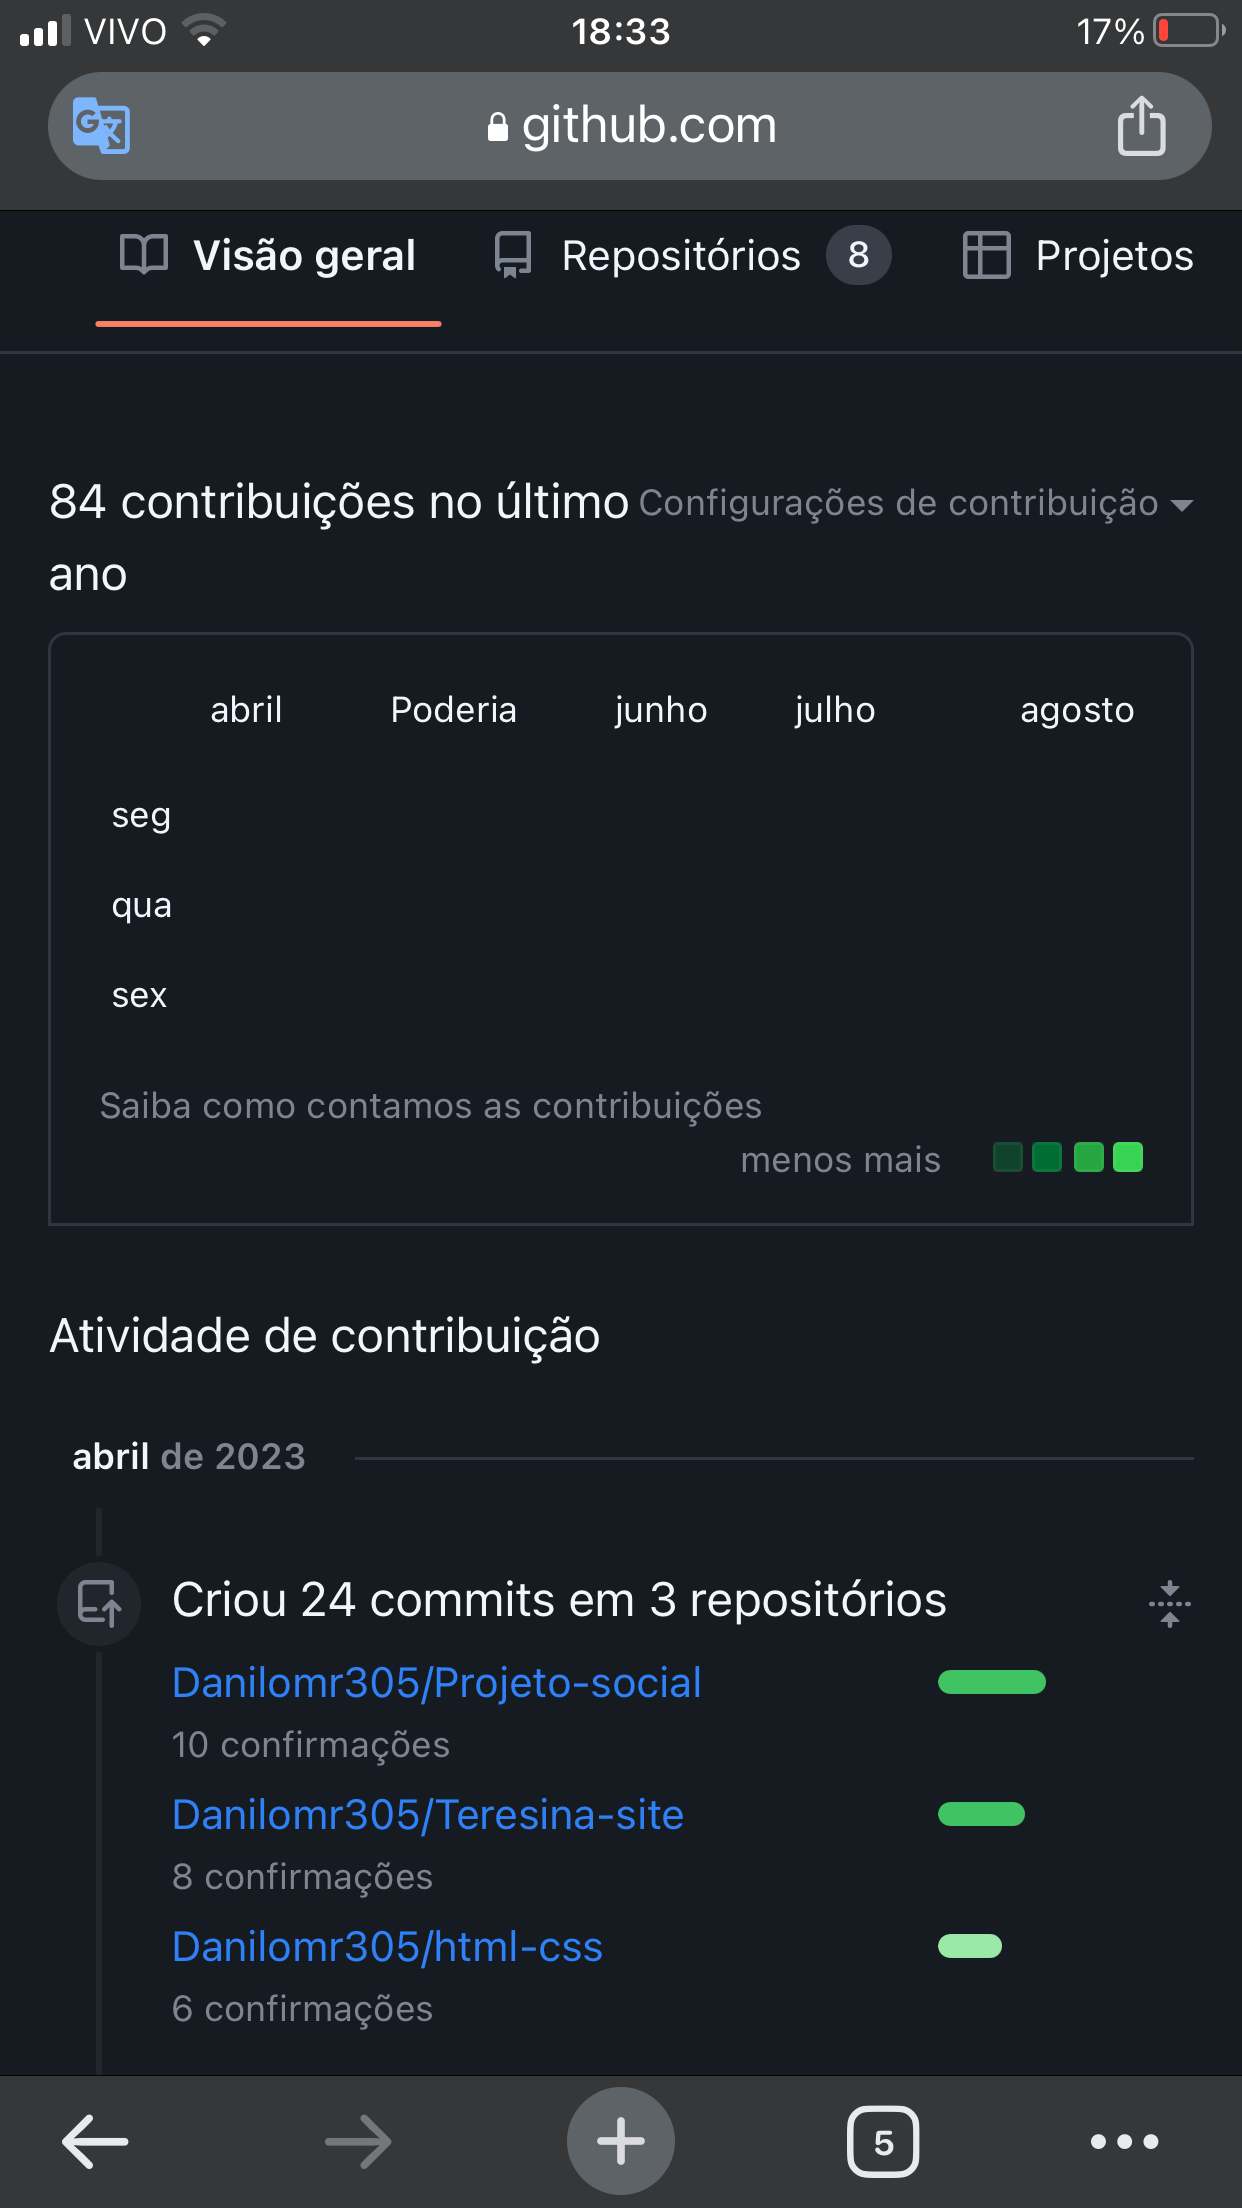 VIVO 18:33 17%
github.com
Visão geral Repositórios 8 Projetos
84 contribuições no último Configurações de contribuição
ano
abril Poderia junho julho agosto
seg
qua
sex
Saiba como contamos as contribuições
menos mais
Atividade de contribuição
abril de 2023
Criou 24 commits em 3 repositórios
Danilomr305/Projeto-social
10 confirmações
Danilomr305/Teresina-site
8 confirmações
Danilomr305/html-css
6 confirmações
5